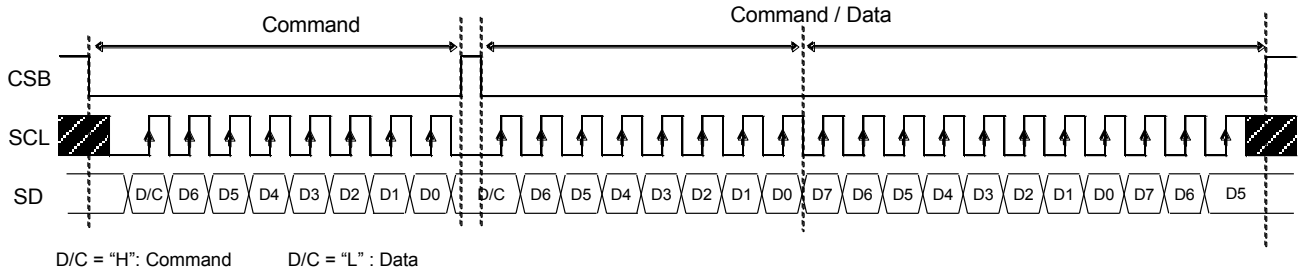 Command
Command / Data
CSB
SCL
SD
D/C D6 D5 D4 D3 D2 D1 D0 D/C D6 D5 D4 D3 D2 D1 D0 D7 D6 D5 D4 D3 D2 D1 D0 D7 D6 D5
D/C = “H”: Command D/C = “L” : Data